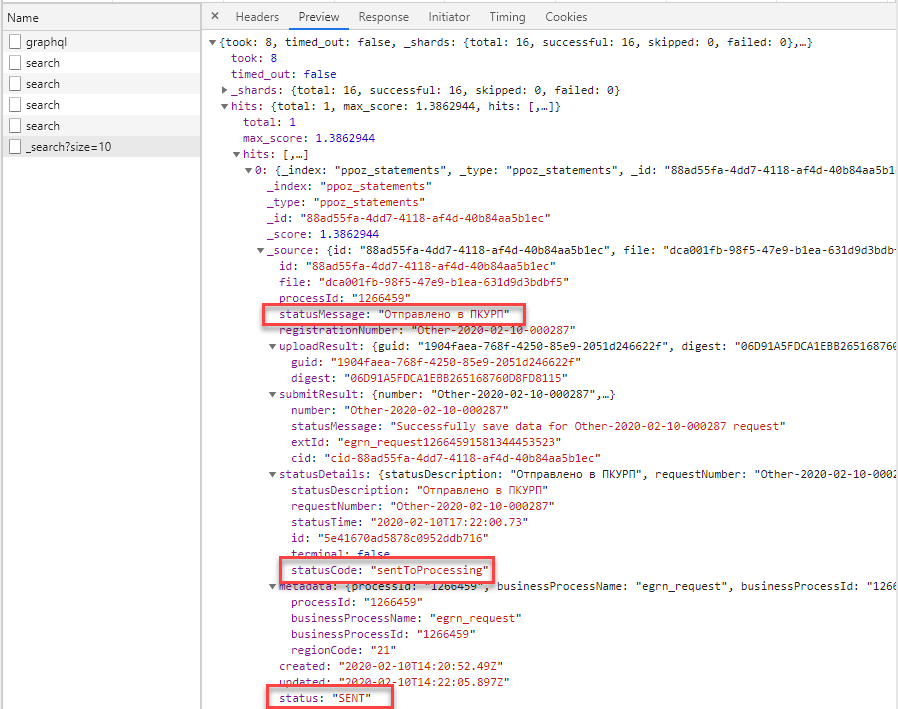 Name
graphql
search
search
search
search
_search?size=10
× Headers Preview Response Initiator Timing Cookies
▼{took: 8, timed_out: false, _shards: {total: 16, successful: 16, skipped: 0, failed: 0},…}
took: 8
timed_out: false
▶_shards: {total: 16, successful: 16, skipped: 0, failed: 0}
▼hits: {total: 1, max_score: 1.3862944, hits: [,…]}
total: 1
max_score: 1.3862944
▼hits: [,…]
▼0: {_index: "ppoz_statements", _type: "ppoz_statements", _id: "88ad55fa-4dd7-4118-af4d-40b84aa5b1
_index: "ppoz_statements"
_type: "ppoz_statements"
_id: "88ad55fa-4dd7-4118-af4d-40b84aa5b1ec"
_score: 1.3862944
▼_source: {id: "88ad55fa-4dd7-4118-af4d-40b84aa5b1ec", file: "dca001fb-98f5-47e9-b1ea-631d9d3bdbf
id: "88ad55fa-4dd7-4118-af4d-40b84aa5b1ec"
file: "dca001fb-98f5-47e9-b1ea-631d9d3bdbf5"
processId: "1266459"
statusMessage: "Отправлено в ПКУРП"
registrationNumber: "Other-2020-02-10-000287"
▼uploadResult: {guid: "1904faea-768f-4250-85e9-2051d246622f", digest: "06D91A5FDCA1EBB265168760
guid: "1904faea-768f-4250-85e9-2051d246622f"
digest: "06D91A5FDCA1EBB265168760D8FD8115"
▼submitResult: {number: "Other-2020-02-10-000287",…}
number: "Other-2020-02-10-000287"
statusMessage: "Successfully save data for Other-2020-02-10-000287 request"
extId: "egrn_request12664591581344453523"
cid: "cid-88ad55fa-4dd7-4118-af4d-40b84aa5b1ec"
▼statusDetails: {statusDescription: "Отправлено в ПКУРП", requestNumber: "Other-2020-02-10-0002
statusDescription: "Отправлено в ПКУРП"
requestNumber: "Other-2020-02-10-000287"
statusTime: "2020-02-10T17:22:00.73"
id: "5e41670ad5878c0952ddb716"
terminal: false
statusCode: "sentToProcessing"
▼metadata: {processId: "1266459", businessProcessName: "egrn_request", businessProcessId: "1266
processId: "1266459"
businessProcessName: "egrn_request"
businessProcessId: "1266459"
regionCode: "21"
created: "2020-02-10T14:20:52.49Z"
updated: "2020-02-10T14:22:05.897Z"
status: "SENT"